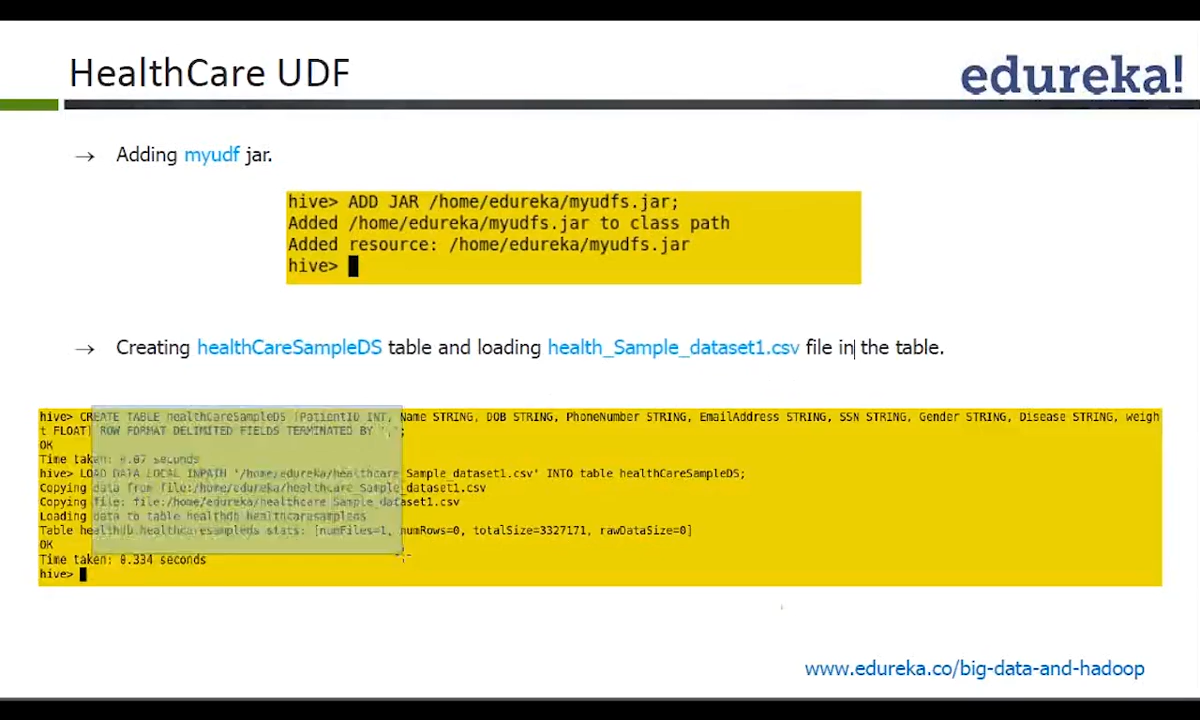 HealthCare UDF
edureka!
→ Adding myudf jar.
hive> ADD JAR /home/edureka/myudfs.jar;
Added /home/edureka/myudfs.jar to class path
Added resource: /home/edureka/myudfs.jar
hive>
→ Creating healthCareSampleDS table and loading health_Sample_dataset1.csv file in the table.
hive> CREATE TABLE healthCareSampleDS (PatientID INT, Name STRING, DOB STRING, PhoneNumber STRING, EmailAddress STRING, SSN STRING, Gender STRING, Disease STRING, weigh
t FLOAT) ROW FORMAT DELIMITED FIELDS TERMINATED BY ',';
OK
Time taken: 0.07 seconds
hive> LOAD DATA LOCAL INPATH '/home/edureka/healthcare_Sample_dataset1.csv' INTO table healthCareSampleDS;
Copying data from file:/home/edureka/healthcare_Sample_dataset1.csv
Copying file: file:/home/edureka/healthcare_Sample_dataset1.csv
Loading data to table healthdb.healthcaresampleds
Table healthdb.healthcaresampleds stats: [numFiles=1, numRows=0, totalSize=3327171, rawDataSize=0]
OK
Time taken: 0.334 seconds
hive>
www.edureka.co/big-data-and-hadoop